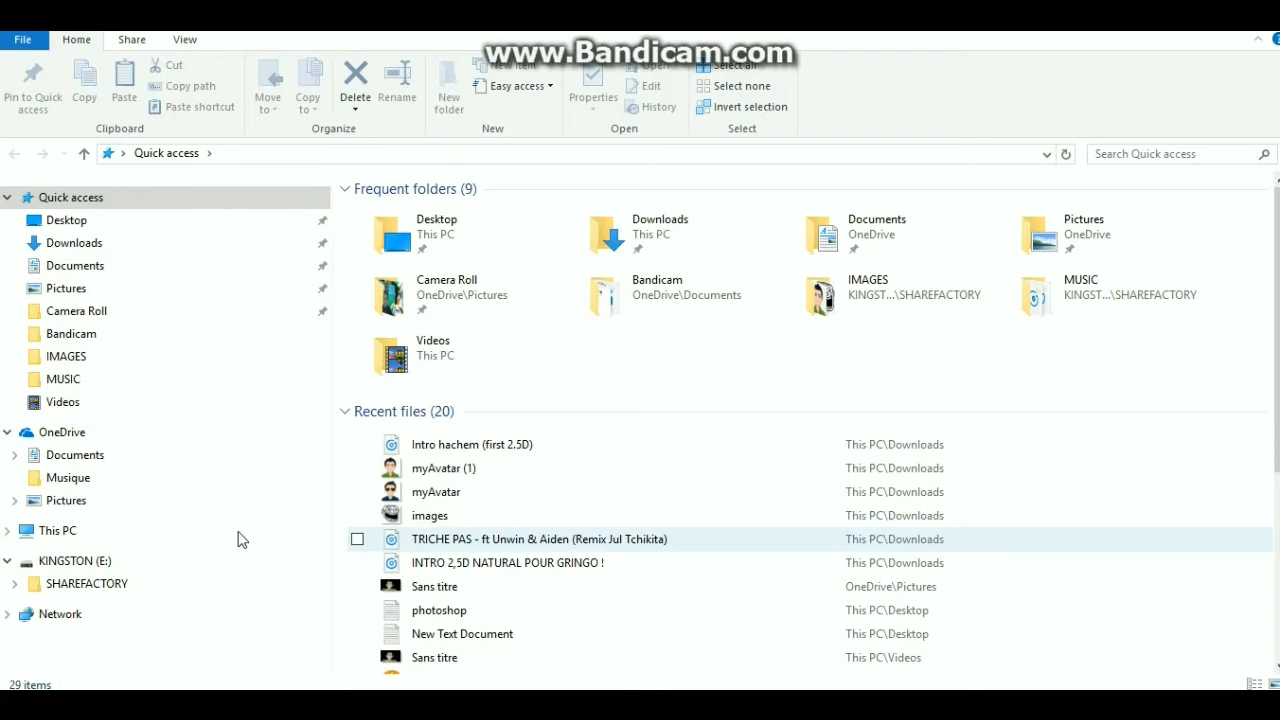 www.Bandicam.com
File Home Share View
Pin to Quick access
Copy
Paste
Cut
Copy path
Paste shortcut
Clipboard
Move to
Copy to
Delete
Rename
Organize
New folder
New item
Easy access
New
Properties
Open
Edit
History
Open
Select all
Select none
Invert selection
Select
Quick access
Search Quick access
Quick access
Desktop
Downloads
Documents
Pictures
Camera Roll
Bandicam
IMAGES
MUSIC
Videos
OneDrive
Documents
Musique
Pictures
This PC
KINGSTON (E:)
SHAREFACTORY
Network
Frequent folders (9)
Desktop
This PC
Downloads
This PC
Documents
OneDrive
Pictures
OneDrive
Camera Roll
OneDrive\Pictures
Bandicam
OneDrive\Documents
IMAGES
KINGST...\SHAREFACTORY
MUSIC
KINGST...\SHAREFACTORY
Videos
This PC
Recent files (20)
Intro hachem (first 2.5D) This PC\Downloads
myAvatar (1) This PC\Downloads
myAvatar This PC\Downloads
images This PC\Downloads
TRICHE PAS - ft Unwin & Aiden (Remix Jul Tchikita) This PC\Downloads
INTRO 2,5D NATURAL POUR GRINGO ! This PC\Downloads
Sans titre OneDrive\Pictures
photoshop This PC\Desktop
New Text Document This PC\Desktop
Sans titre This PC\Videos
29 items